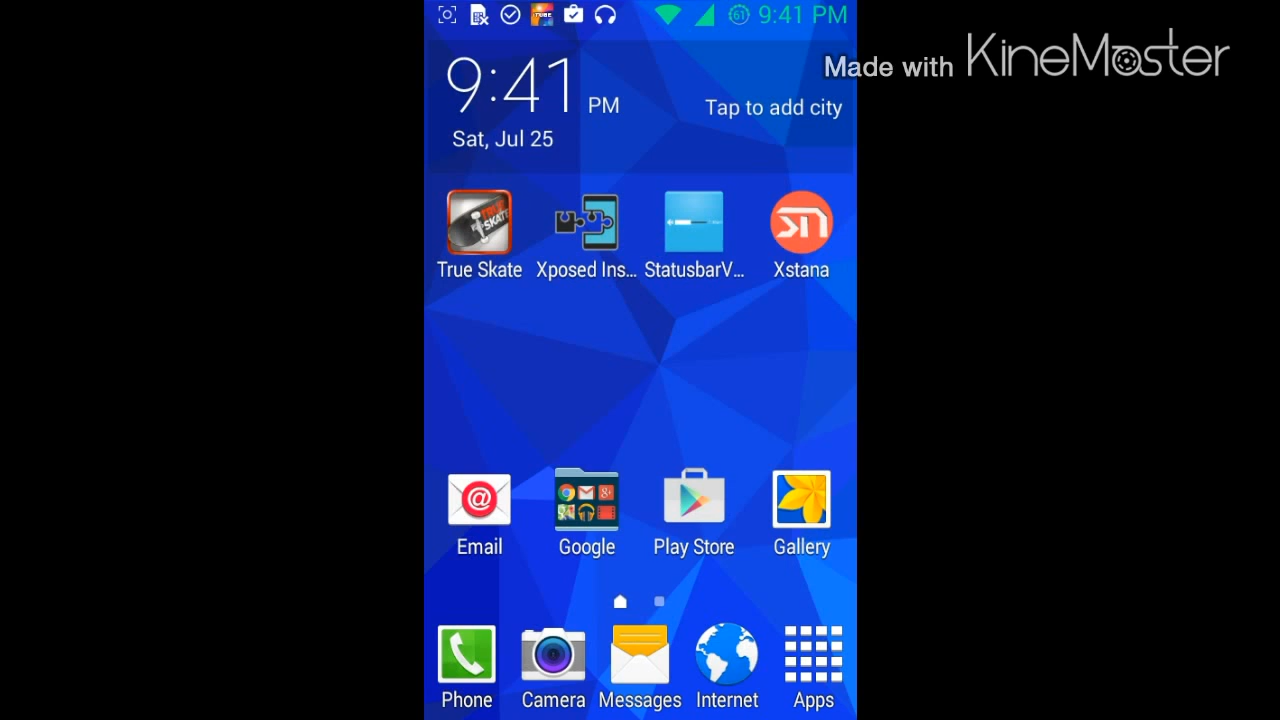 61 9:41 PM
Made with KineMaster
9:41 PM
Tap to add city
Sat, Jul 25
True Skate
Xposed Ins...
StatusbarV...
Xstana
Email
Google
Play Store
Gallery
Phone
Camera
Messages
Internet
Apps